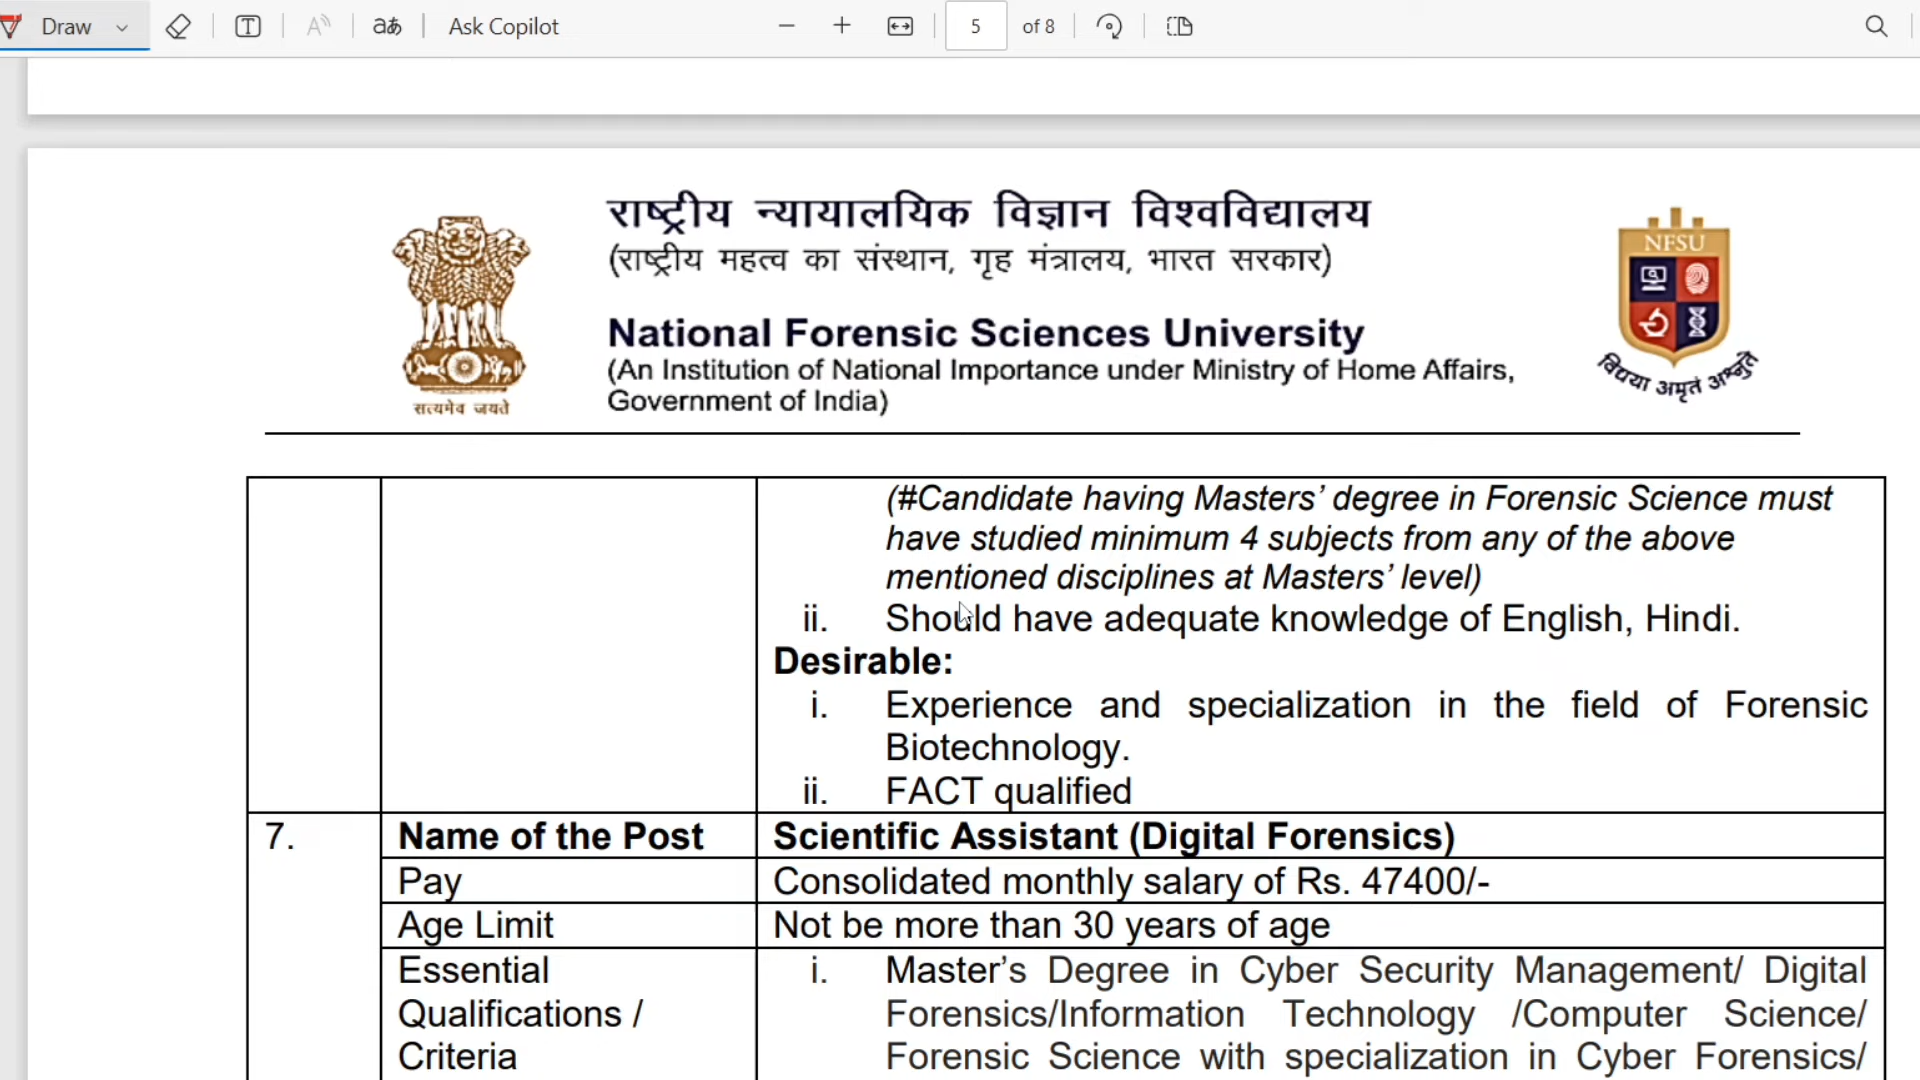 Draw
Ask Copilot
5 of 8
राष्ट्रीय न्यायालयिक विज्ञान विश्वविद्यालय
(राष्ट्रीय महत्व का संस्थान, गृह मंत्रालय, भारत सरकार)
National Forensic Sciences University
(An Institution of National Importance under Ministry of Home Affairs,
Government of India)
सत्यमेव जयते
NFSU
विद्यया अमृतं अश्नुते
(#Candidate having Masters’ degree in Forensic Science must
have studied minimum 4 subjects from any of the above
mentioned disciplines at Masters’ level)
ii. Should have adequate knowledge of English, Hindi.
Desirable:
i. Experience and specialization in the field of Forensic
Biotechnology.
ii. FACT qualified
7. Name of the Post Scientific Assistant (Digital Forensics)
Pay Consolidated monthly salary of Rs. 47400/-
Age Limit Not be more than 30 years of age
Essential i. Master’s Degree in Cyber Security Management/ Digital
Qualifications / Forensics/Information Technology /Computer Science/
Criteria Forensic Science with specialization in Cyber Forensics/